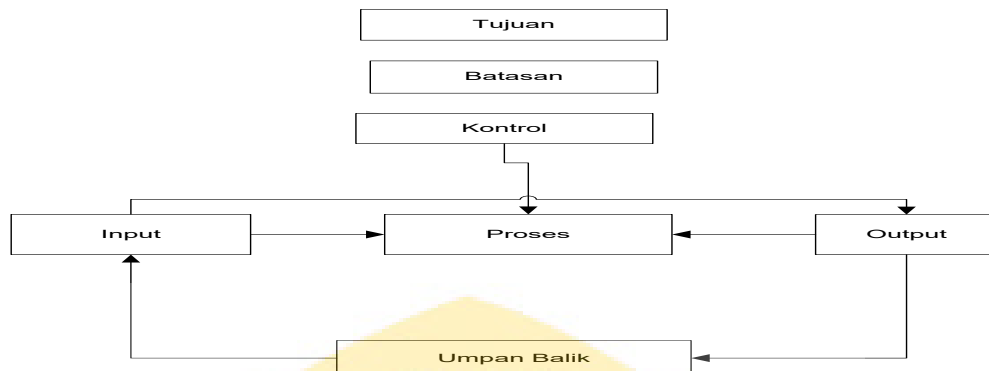 Tujuan
Batasan
Kontrol
Input
Proses
Output
Umpan Balik